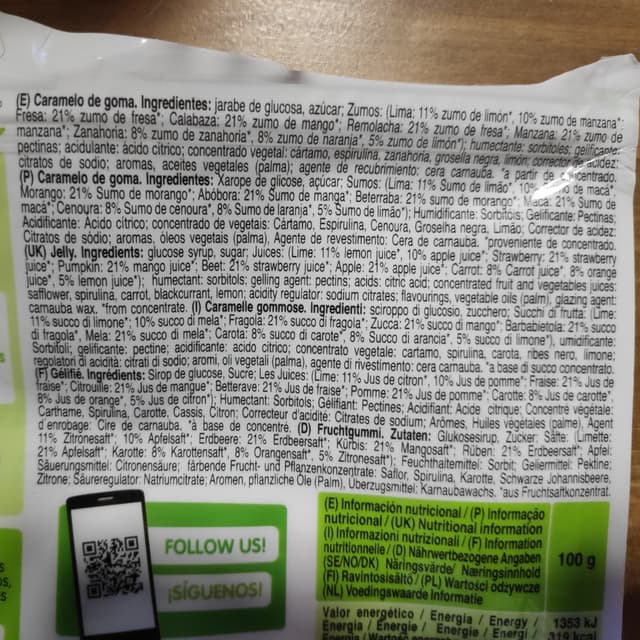 (E) Caramelo de goma. Ingredientes: jarabe de glucosa, azúcar; Zumos: (Lima: 11% zumo de limón*, 10% zumo de manzana*;
Fresa: 21% zumo de fresa*; Calabaza: 21% zumo de mango*; Remolacha: 21% zumo de fresa*; Manzana: 21% zumo de
manzana*; Zanahoria: 8% zumo de zanahoria*, 8% zumo de naranja*, 5% zumo de limón*); humectante: sorbitoles; gelificante:
pectinas; acidulante: ácido cítrico; concentrado vegetal: cártamo, espirulina, zanahoria, grosella negra, limón; corrector de acidez:
citratos de sodio; aromas, aceites vegetales (palma); agente de recubrimiento: cera carnauba. *a partir de concentrado.
(P) Caramelo de goma. Ingredientes: Xarope de glicose, açúcar; Sumos: (Lima: 11% Sumo de limão*, 10% de macã*,
Morango: 21% Sumo de morango*; Abóbora: 21% Sumo de manga*; Beterraba: 21% sumo de morango*; Maca: 21% Sumo de
macã*; Cenoura: 8% Sumo de cenoura*, 8% Sumo de laranja*, 5% Sumo de limão*); Humidificante: Sorbitois; Gelificante: Pectines;
Acidificante: Ácido cítrico; concentrado de vegetais: Cártamo, Espirulina, Cenoura, Groselha Negra, Limão; Corrector de acidez:
Citratos de sódio; aromas, óleos vegetais (palma), Agente de revestimento: Cera de carnauba. *proveniente de concentrado.
(UK) Jelly. Ingredients: glucose syrup, sugar; Juices: (Lime: 11% lemon juice*, 10% apple juice*; Strawberry: 21% strawberry
juice*; Pumpkin: 21% mango juice*; Beet: 21% strawberry juice*; Apple: 21% apple juice*; Carrot: 8% Carrot juice*, 8% orange
juice*, 5% lemon juice*); humectant: sorbitols; gelling agent: pectins; acids: citric acid; concentrated fruit and vegetables juices:
safflower, spirulina, carrot, blackcurrant, lemon; acidity regulator: sodium citrates; flavourings, vegetable oils (palm), glazing agent:
carnauba wax. *from concentrate. (I) Caramelle gommose. Ingredienti: sciroppo di glucosio, zucchero; Succhi di frutta: (Lime:
11% succo di limone*; 10% succo di mela*; Fragola: 21% succo di fragola*; Zucca: 21% succo di mango*; Barbabietola: 21% succo
di fragola*, Mela: 21% succo di mela*; Carota: 8% succo di carote*, 8% Succo di arancia*, 5% succo di limone*), umidificante:
Sorbitoli; gelificante: pectine; acidificante: acido citrico; concentrato vegetale: cartamo, spirulina, carota, ribes nero, limone;
regolatori di acidità: citrati di sodio; aromi, oli vegetali (palma), agente di rivestimento: cera carnauba. *a base di succo concentrato.
(F) Gélifié. Ingrédients: Sirop de glucose, Sucre; Les Juices: (Lime: 11% Jus de citron*, 10% Jus de pomme*; Fraise: 21% Jus de
fraise*; Citrouille: 21% Jus de mangue*; Betterave: 21% Jus de fraise*; Pomme: 21% Jus de pomme*; Carotte: 8% Jus de carotte*,
8% Jus de orange*, 5% Jus de citron*); Humectant: Sorbitols; Gélifiant: Pectines; Acidifiant: Acide citrique; Concentré végétale:
Carthame, Spirulina, Carotte, Cassis, Citron; Correcteur d'acidité: Citrates de sodium; Arômes, Huiles végétales (palme), Agent
d'enrobage: Cire de carnauba. *à base de concentré. (D) Fruchtgummi. Zutaten: Glukosesirup, Zucker, Säfte: (Limette:
11% Zitronesaft*; 10% Apfelsaft*; Erdbeere: 21% Erdbeersaft*; Kürbis: 21% Mangosaft*; Rüben: 21% Erdbeersaft*; Apfel:
21% Apfelsaft*; Karotte: 8% Karottensaft*, 8% Orangensaft*, 5% Zitronesaft*); Feuchthaltemittel: Sorbit; Geliermittel: Pektine;
Säuerungsmittel: Citronensäure; färbende Frucht- und Pflanzenkonzentrate: Saflor, Spirulina, Karotte, Schwarze Johannisbeere,
Zitrone; Säureregulator: Natriumcitrate; Aromen, pflanzliche Öle (Palm), Überzugsmittel: Karnaubawachs. *aus Fruchtsaftkonzentrat.
FOLLOW US!
¡SÍGUENOS!
(E) Información nutricional / (P) Informação
nutricional / (UK) Nutritional information
(I) Informazioni nutrizionali / (F) Information
nutritionnelle / (D) Nährwertbezogene Angaben
(SE/NO/DK) Näringsvärde/ Næringsinnhold
(FI) Ravintosisältö / (PL) Wartości odżywcze
(NL) Voedingswaarde Informatie
100 g
Valor energético / Energia / Energy /
Energia / Énergie / Energie / Energi /
1353 kJ